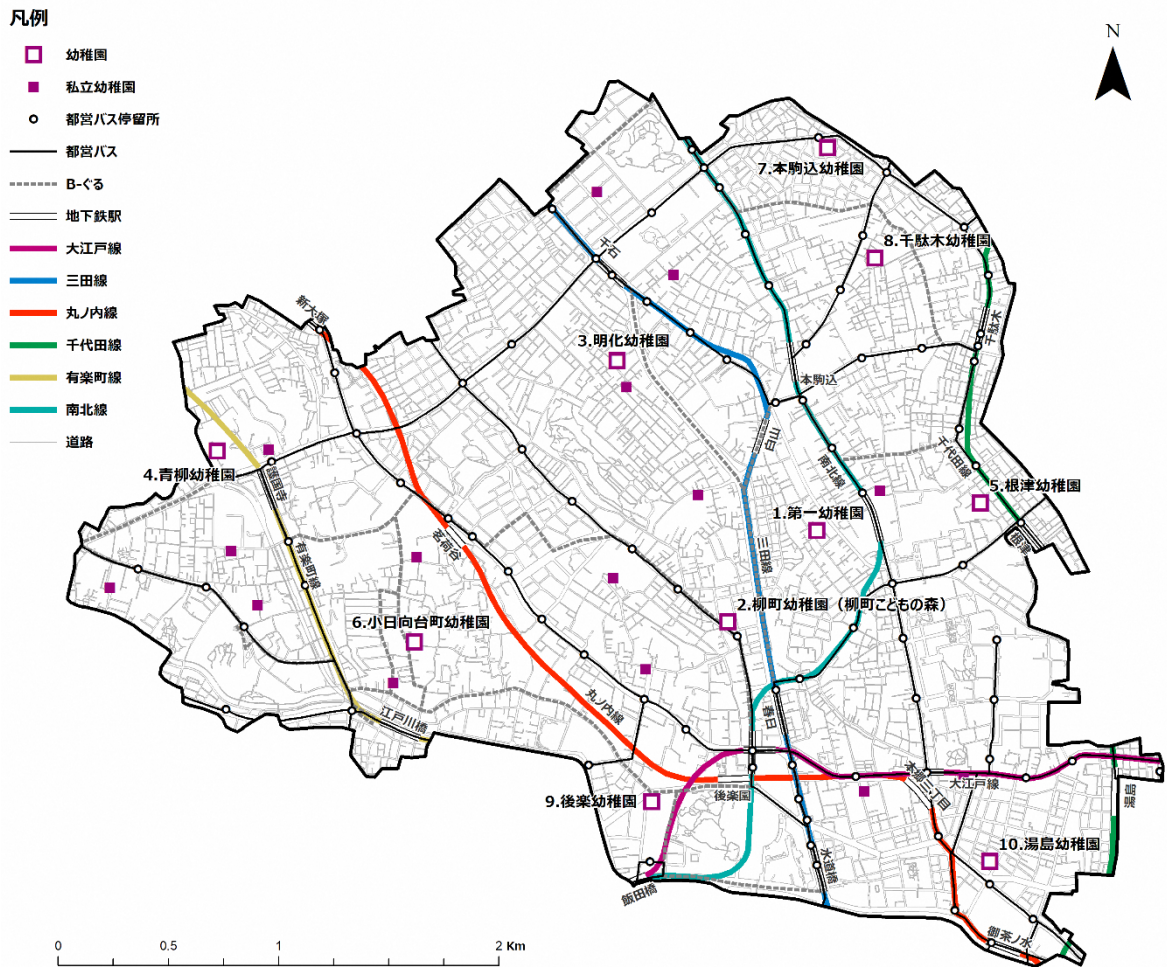 凡例
幼稚園
私立幼稚園
都営バス停留所
都営バス
B-ぐる
地下鉄駅
大江戸線
三田線
丸ノ内線
千代田線
有楽町線
南北線
道路
N
7.本駒込幼稚園
8.千駄木幼稚園
千石
新大塚
千駄木
3.明化幼稚園
本駒込
白山
南北線
千代田線
4.青柳幼稚園
護国寺
5.根津幼稚園
1.第一幼稚園
根津
有楽町線
茗荷谷
三田線
2.柳町幼稚園（柳町こどもの森）
6.小日向台町幼稚園
丸ノ内線
江戸川橋
春日
本郷三丁目
大江戸線
湯島
後楽園
9.後楽幼稚園
水道橋
10.湯島幼稚園
飯田橋
御茶ノ水
0 0.5 1 2 Km